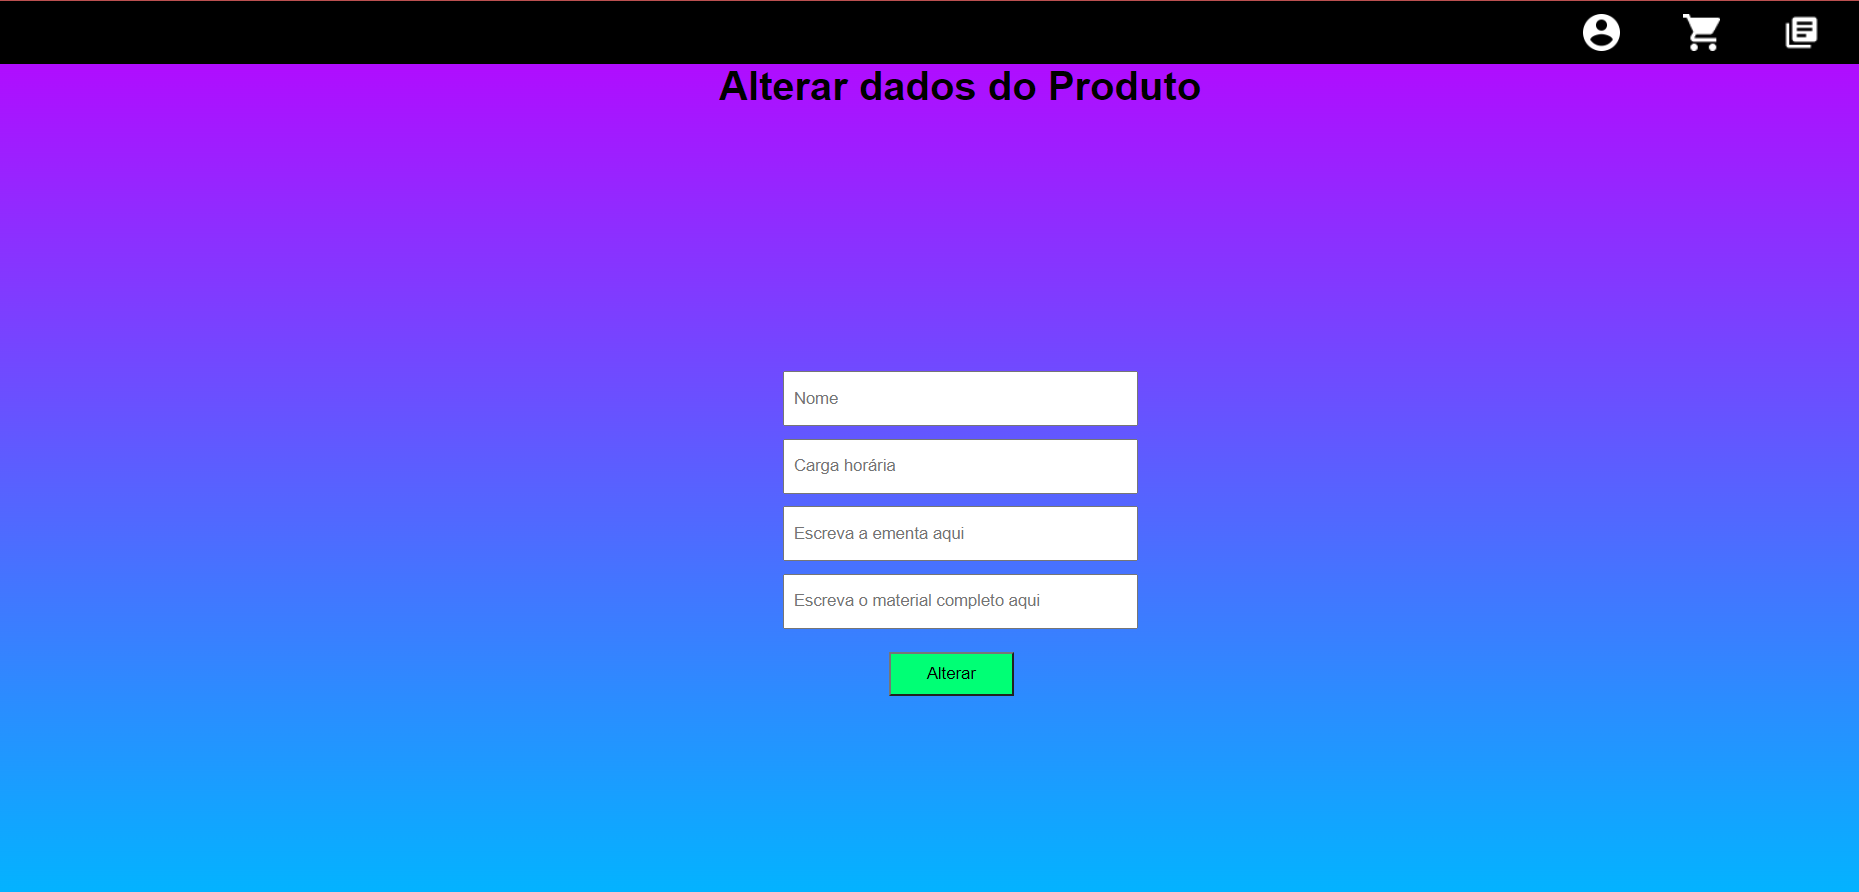 Alterar dados do Produto
Nome
Carga horária
Escreva a ementa aqui
Escreva o material completo aqui
Alterar